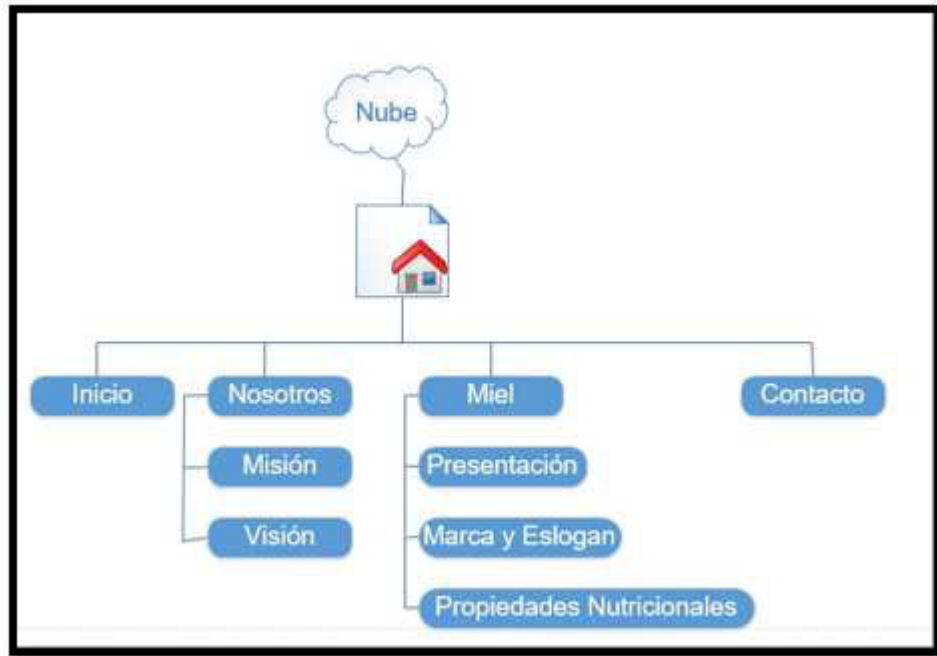 Nube
Inicio
Nosotros
Miel
Contacto
Misión
Presentación
Visión
Marca y Eslogan
Propiedades Nutricionales